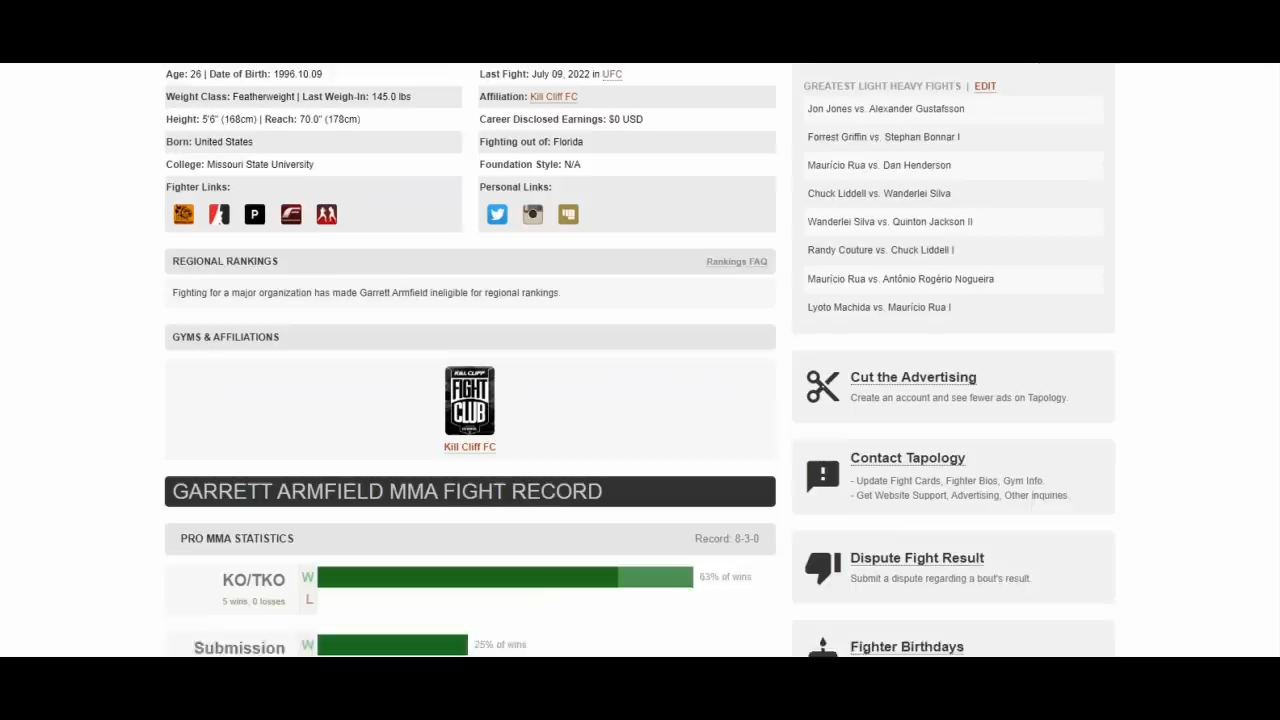 Age: 26 | Date of Birth: 1996.10.09
Weight Class: Featherweight | Last Weigh-In: 145.0 lbs
Height: 5'6" (168cm) | Reach: 70.0" (178cm)
Born: United States
College: Missouri State University
Fighter Links:
P
Last Fight: July 09, 2022 in UFC
Affiliation: Kill Cliff FC
Career Disclosed Earnings: $0 USD
Fighting out of: Florida
Foundation Style: N/A
Personal Links:
REGIONAL RANKINGS
Rankings FAQ
Fighting for a major organization has made Garrett Armfield ineligible for regional rankings.
GYMS & AFFILIATIONS
KILL CLIFF
FIGHT
CLUB
Kill Cliff FC
GARRETT ARMFIELD MMA FIGHT RECORD
PRO MMA STATISTICS
Record: 8-3-0
KO/TKO
5 wins, 0 losses
W
L
63% of wins
Submission
W
25% of wins
GREATEST LIGHT HEAVY FIGHTS | EDIT
Jon Jones vs. Alexander Gustafsson
Forrest Griffin vs. Stephan Bonnar I
Maurício Rua vs. Dan Henderson
Chuck Liddell vs. Wanderlei Silva
Wanderlei Silva vs. Quinton Jackson II
Randy Couture vs. Chuck Liddell I
Maurício Rua vs. Antônio Rogério Nogueira
Lyoto Machida vs. Maurício Rua I
Cut the Advertising
Create an account and see fewer ads on Tapology.
Contact Tapology
- Update Fight Cards, Fighter Bios, Gym Info.
- Get Website Support, Advertising, Other inquiries.
Dispute Fight Result
Submit a dispute regarding a bout's result.
Fighter Birthdays